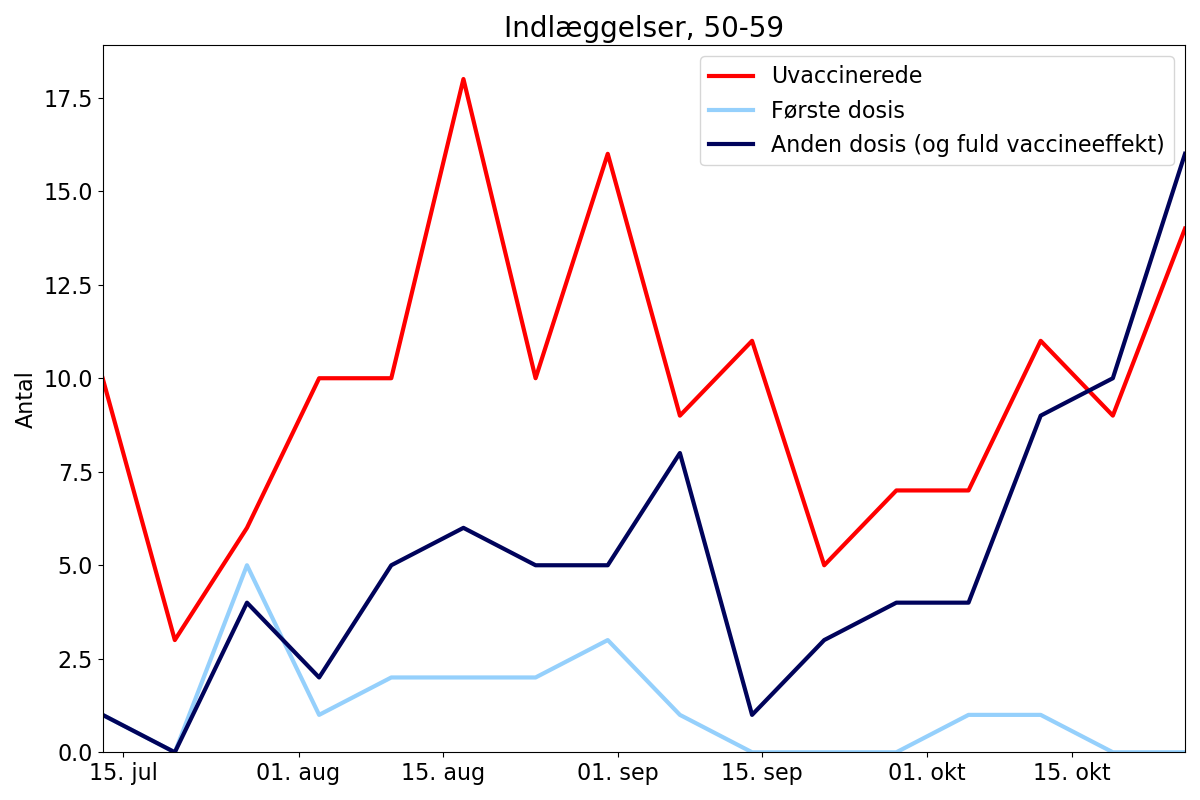 Indlæggelser, 50-59
Uvaccinerede
Første dosis
Anden dosis (og fuld vaccineeffekt)
Antal
17.5
15.0
12.5
10.0
7.5
5.0
2.5
0.0
15. jul
01. aug
15. aug
01. sep
15. sep
01. okt
15. okt